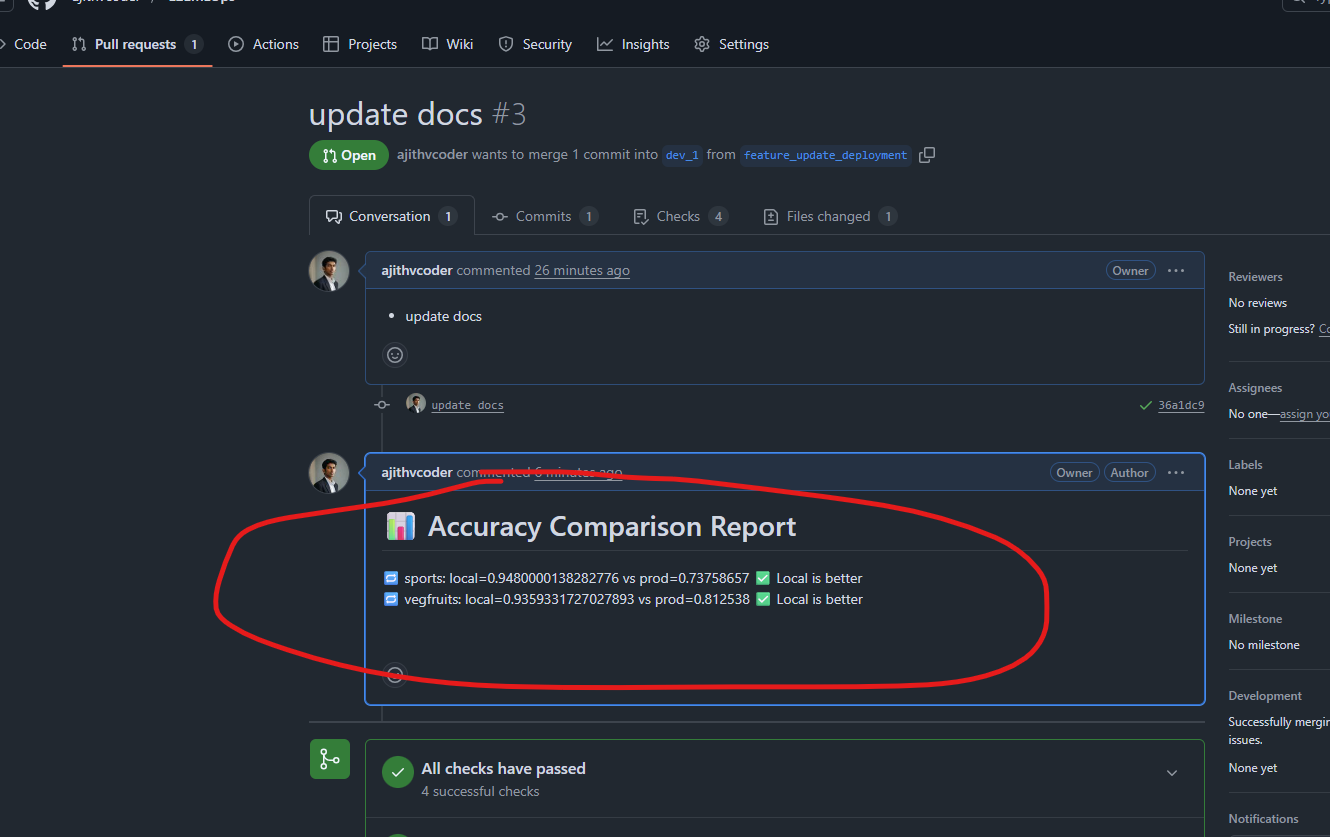 Code
Pull requests 1
Actions
Projects
Wiki
Security
Insights
Settings
update docs #3
Open
ajithvcoder wants to merge 1 commit into dev_1 from feature_update_deployment
Conversation 1
Commits 1
Checks 4
Files changed 1
ajithvcoder commented 26 minutes ago
Owner
update docs
update docs
36a1dc9
ajithvcoder commented 6 minutes ago
Owner
Author
Accuracy Comparison Report
sports: local=0.9480000138282776 vs prod=0.73758657 ✅ Local is better
vegfruits: local=0.9359331727027893 vs prod=0.812538 ✅ Local is better
All checks have passed
4 successful checks
Reviewers
No reviews
Still in progress?
Assignees
No one—assign yo
Labels
None yet
Projects
None yet
Milestone
No milestone
Development
Successfully mergin
issues.
None yet
Notifications